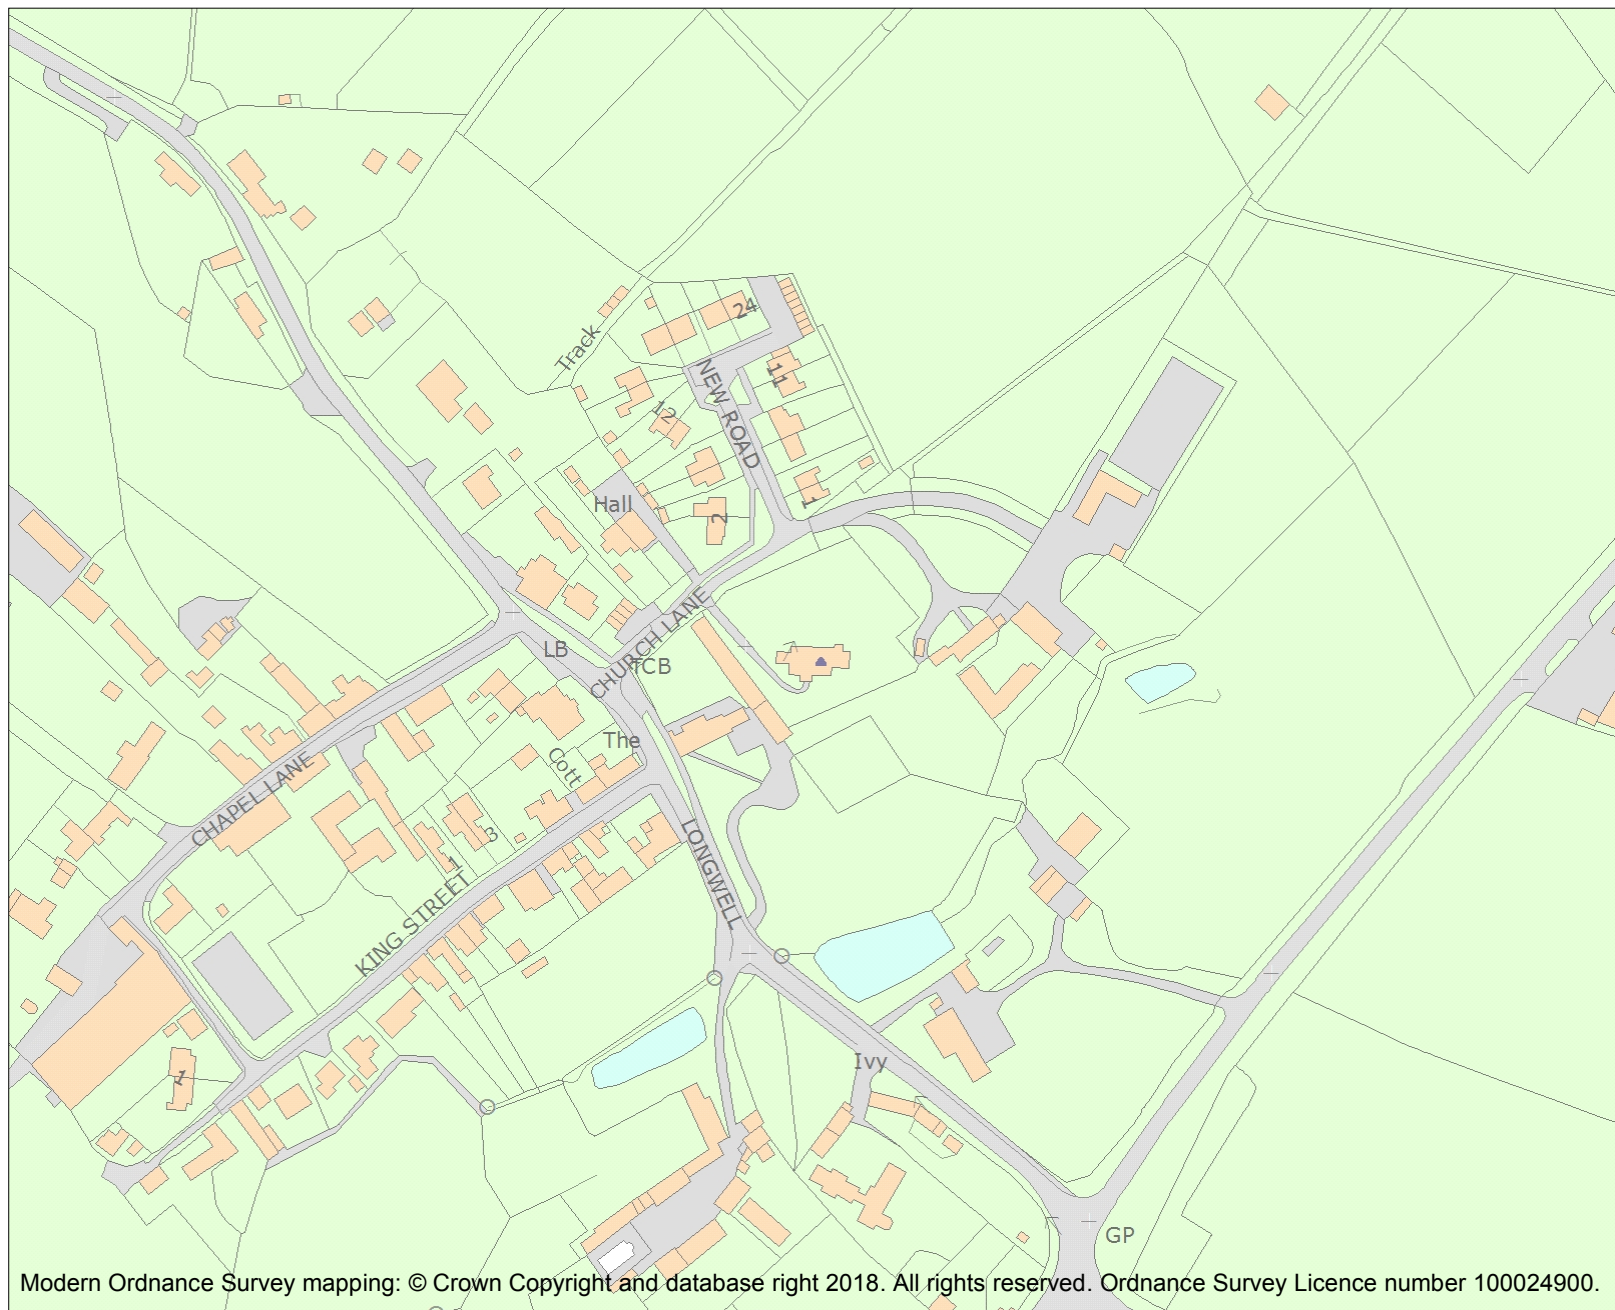 24
Track
11
NEW ROAD
12
Hall
1
2
CHURCH LANE
LB
TCB
The
Cott
CHAPEL LANE
LONGWELL
3
1
KING STREET
Ivy
1
GP
Modern Ordnance Survey mapping: © Crown Copyright and database right 2018. All rights reserved. Ordnance Survey Licence number 100024900.